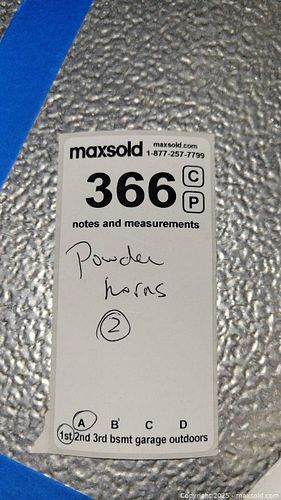 maxsold maxsold.com
1-877-257-7799
366 C
P
notes and measurements
Powder
horns
2
A B C D
1st 2nd 3rd bsmt garage outdoors
Copyright 2025 - maxsold.com